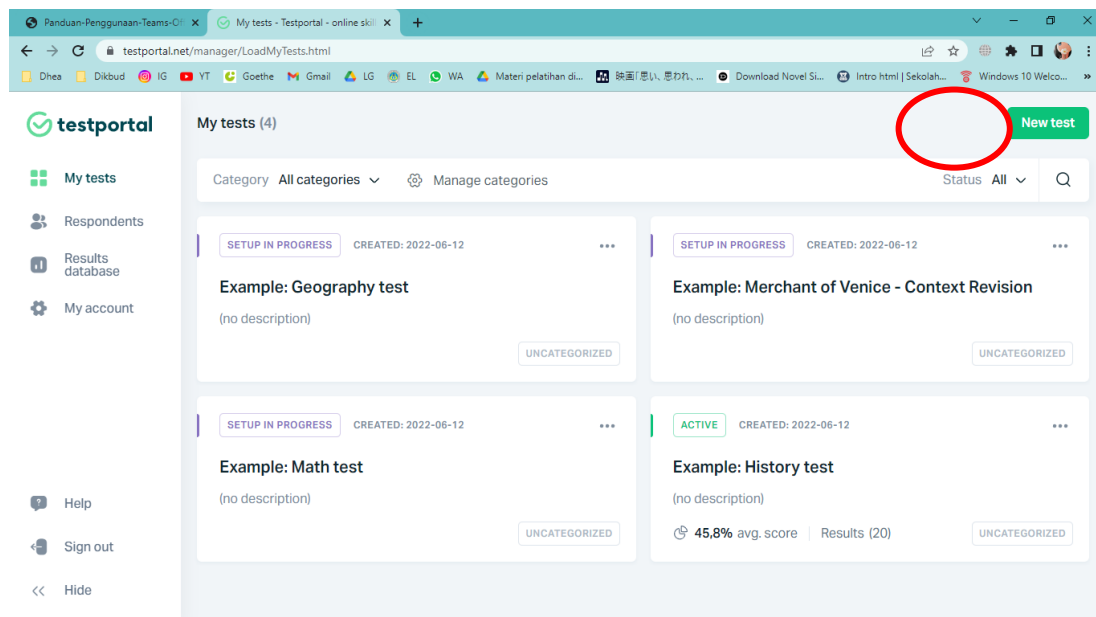 Panduan-Penggunaan-Teams-Of
My tests - Testportal - online skil
testportal.net/manager/LoadMyTests.html
Dhea Dikbud IG YT Goethe Gmail LG EL WA Materi pelatihan di... 映画「思い、思われ、... Download Novel Si... Intro html | Sekolah... Windows 10 Welco... »
testportal
My tests (4)
New test
Category All categories
Manage categories
Status All
My tests
Respondents
Results
database
My account
Help
Sign out
Hide
SETUP IN PROGRESS CREATED: 2022-06-12
Example: Geography test
(no description)
UNCATEGORIZED
SETUP IN PROGRESS CREATED: 2022-06-12
Example: Merchant of Venice - Context Revision
(no description)
UNCATEGORIZED
SETUP IN PROGRESS CREATED: 2022-06-12
Example: Math test
(no description)
UNCATEGORIZED
ACTIVE CREATED: 2022-06-12
Example: History test
(no description)
45,8% avg. score Results (20)
UNCATEGORIZED